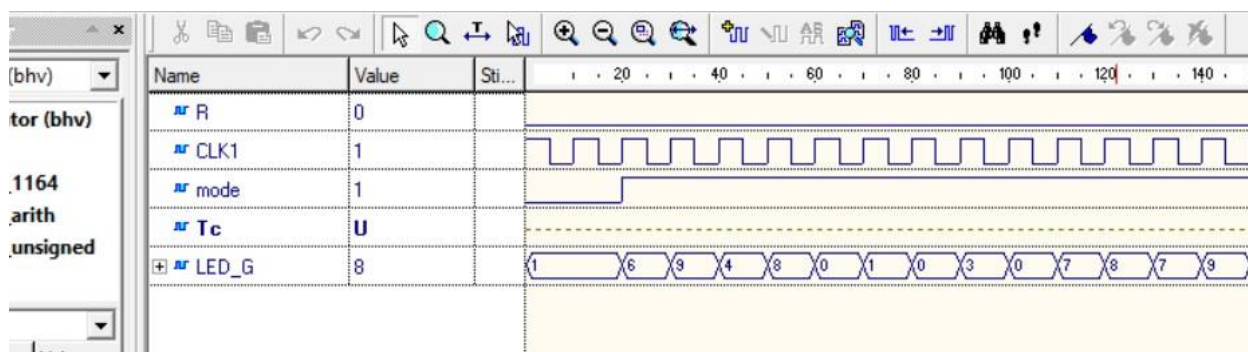 (bhv)
Name Value Sti... 20 40 60 80 100 120 140
tor (bhv)
R 0
CLK1 1
.1164
mode 1
.arith
Tc U
.unsigned
LED_G 8 1 6 9 4 8 0 1 0 3 0 7 8 7 9